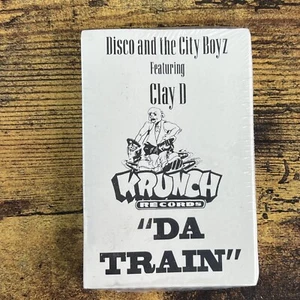 Disco and the City Boyz
Featuring
Clay D
KRUNCH
RECORDS
"DA
TRAIN"